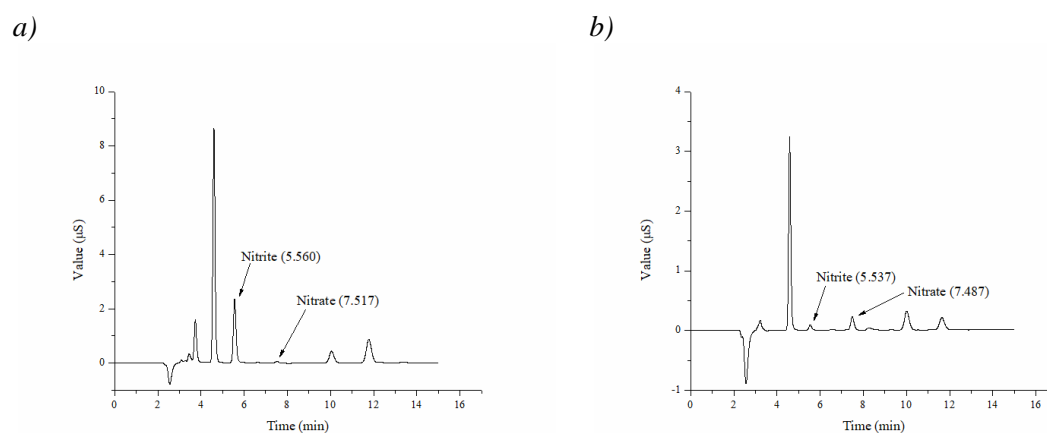 a)
10
8
6
4
2
0
Value (µS)
Nitrite (5.560)
Nitrate (7.517)
0 2 4 6 8 10 12 14 16
Time (min)
b)
4
3
2
1
0
-1
Value (µS)
Nitrite (5.537)
Nitrate (7.487)
0 2 4 6 8 10 12 14 16
Time (min)